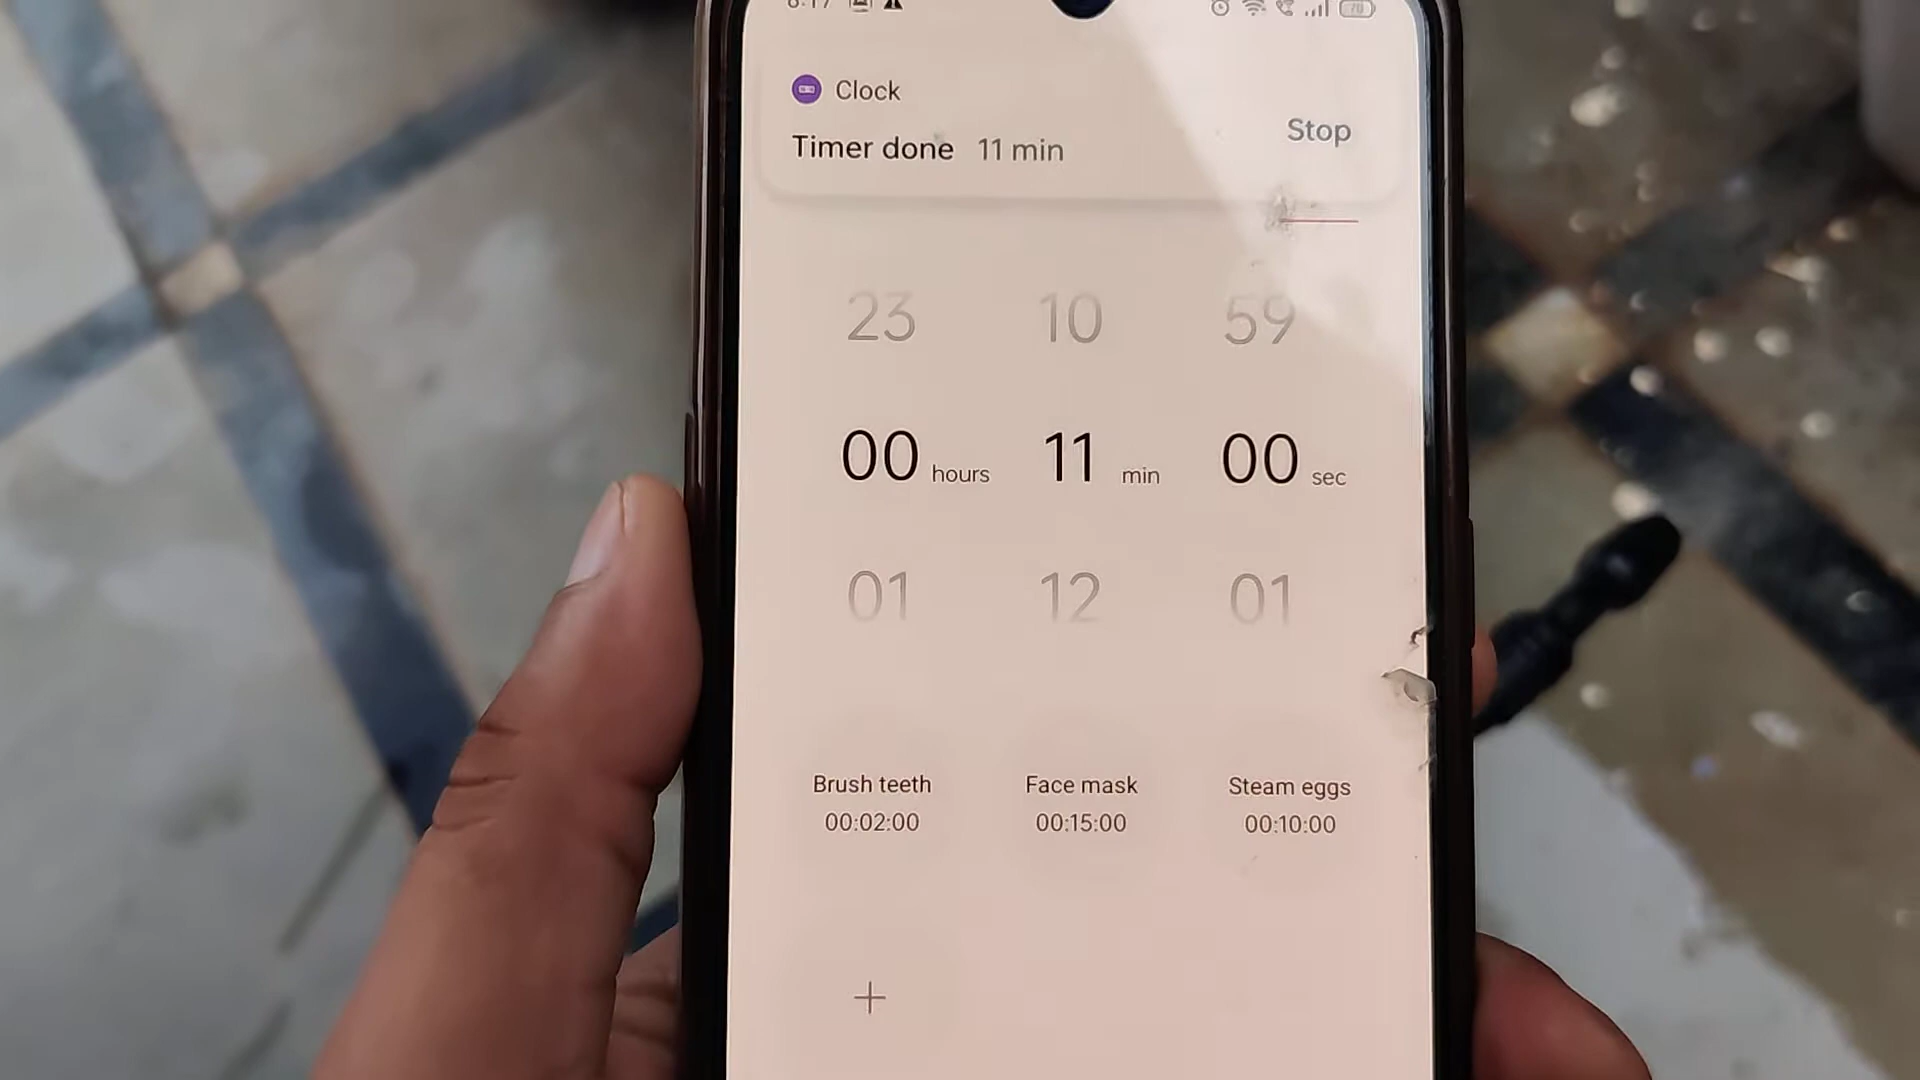 Clock
Timer done 11 min
Stop
23 10 59
00 hours 11 min 00 sec
01 12 01
Brush teeth Face mask Steam eggs
00:02:00 00:15:00 00:10:00
+